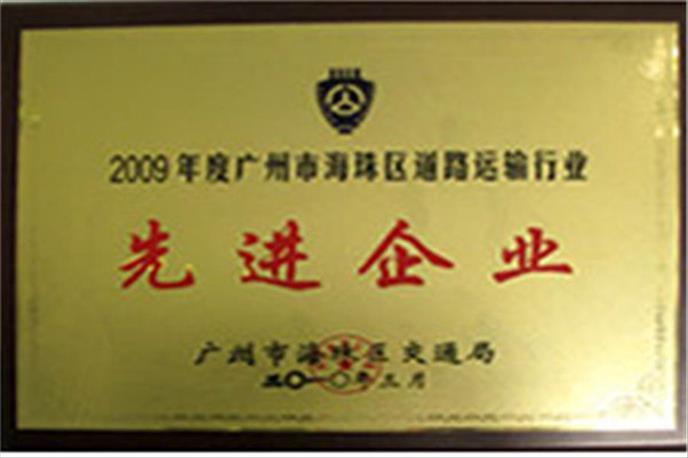 2009年度广州市海珠区道路运输行业
先进企业
广州市海珠区交通局
二〇一〇年三月